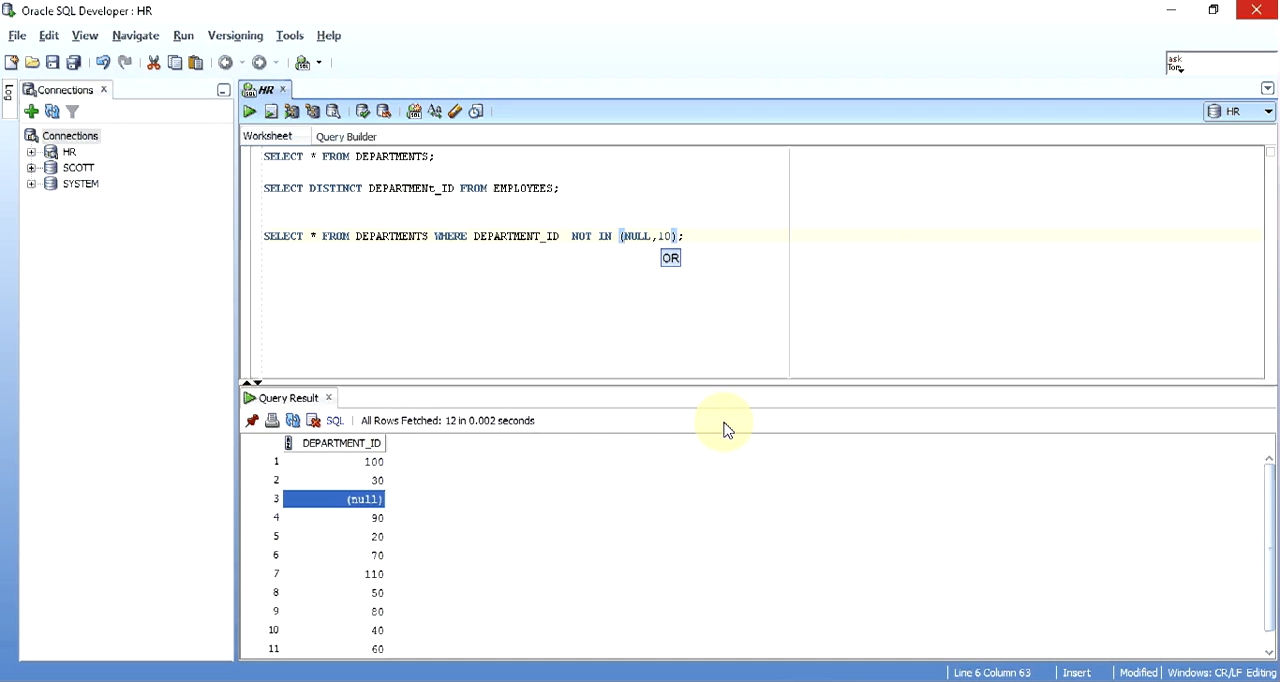 Oracle SQL Developer : HR
File Edit View Navigate Run Versioning Tools Help
ask
Tom
Log
Connections
HR
HR
Worksheet
Query Builder
Connections
HR
SCOTT
SYSTEM
SELECT * FROM DEPARTMENTS;
SELECT DISTINCT DEPARTMENt_ID FROM EMPLOYEES;
SELECT * FROM DEPARTMENTS WHERE DEPARTMENT_ID  NOT IN (NULL,10);
OR
Query Result
SQL | All Rows Fetched: 12 in 0.002 seconds
DEPARTMENT_ID
1 100
2 30
3 (null)
4 90
5 20
6 70
7 110
8 50
9 80
10 40
11 60
Line 6 Column 63 | Insert | Modified | Windows: CR/LF Editing